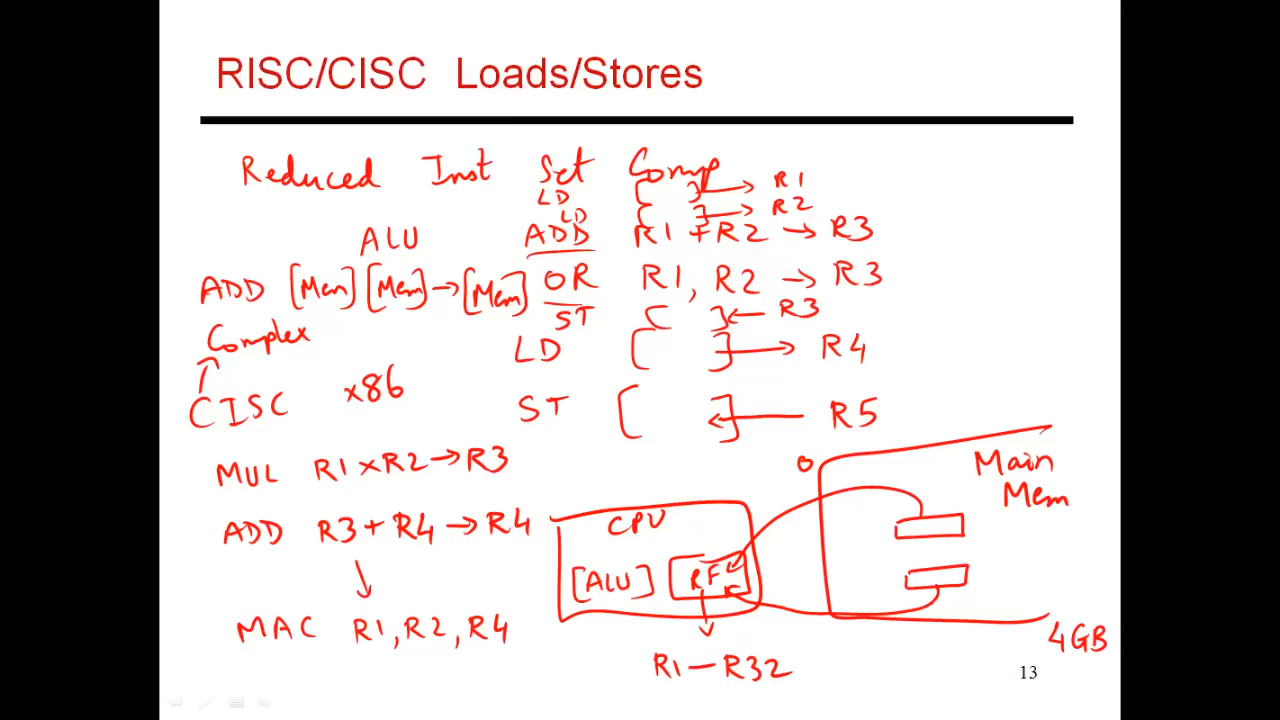 RISC/CISC Loads/Stores
Reduced Inst Set Comp
LD [ ] → R1
LD [ ] → R2
ALU
ADD R1 + R2 → R3
ADD [Mem] [Mem] → [Mem]
OR R1, R2 → R3
ST [ ] ← R3
Complex
LD [ ] → R4
CISC x86
ST [ ] ← R5
MUL R1 x R2 → R3
ADD R3 + R4 → R4
MAC R1, R2, R4
CPU
[ALU] RF
R1 — R32
0
Main
Mem
4GB
13